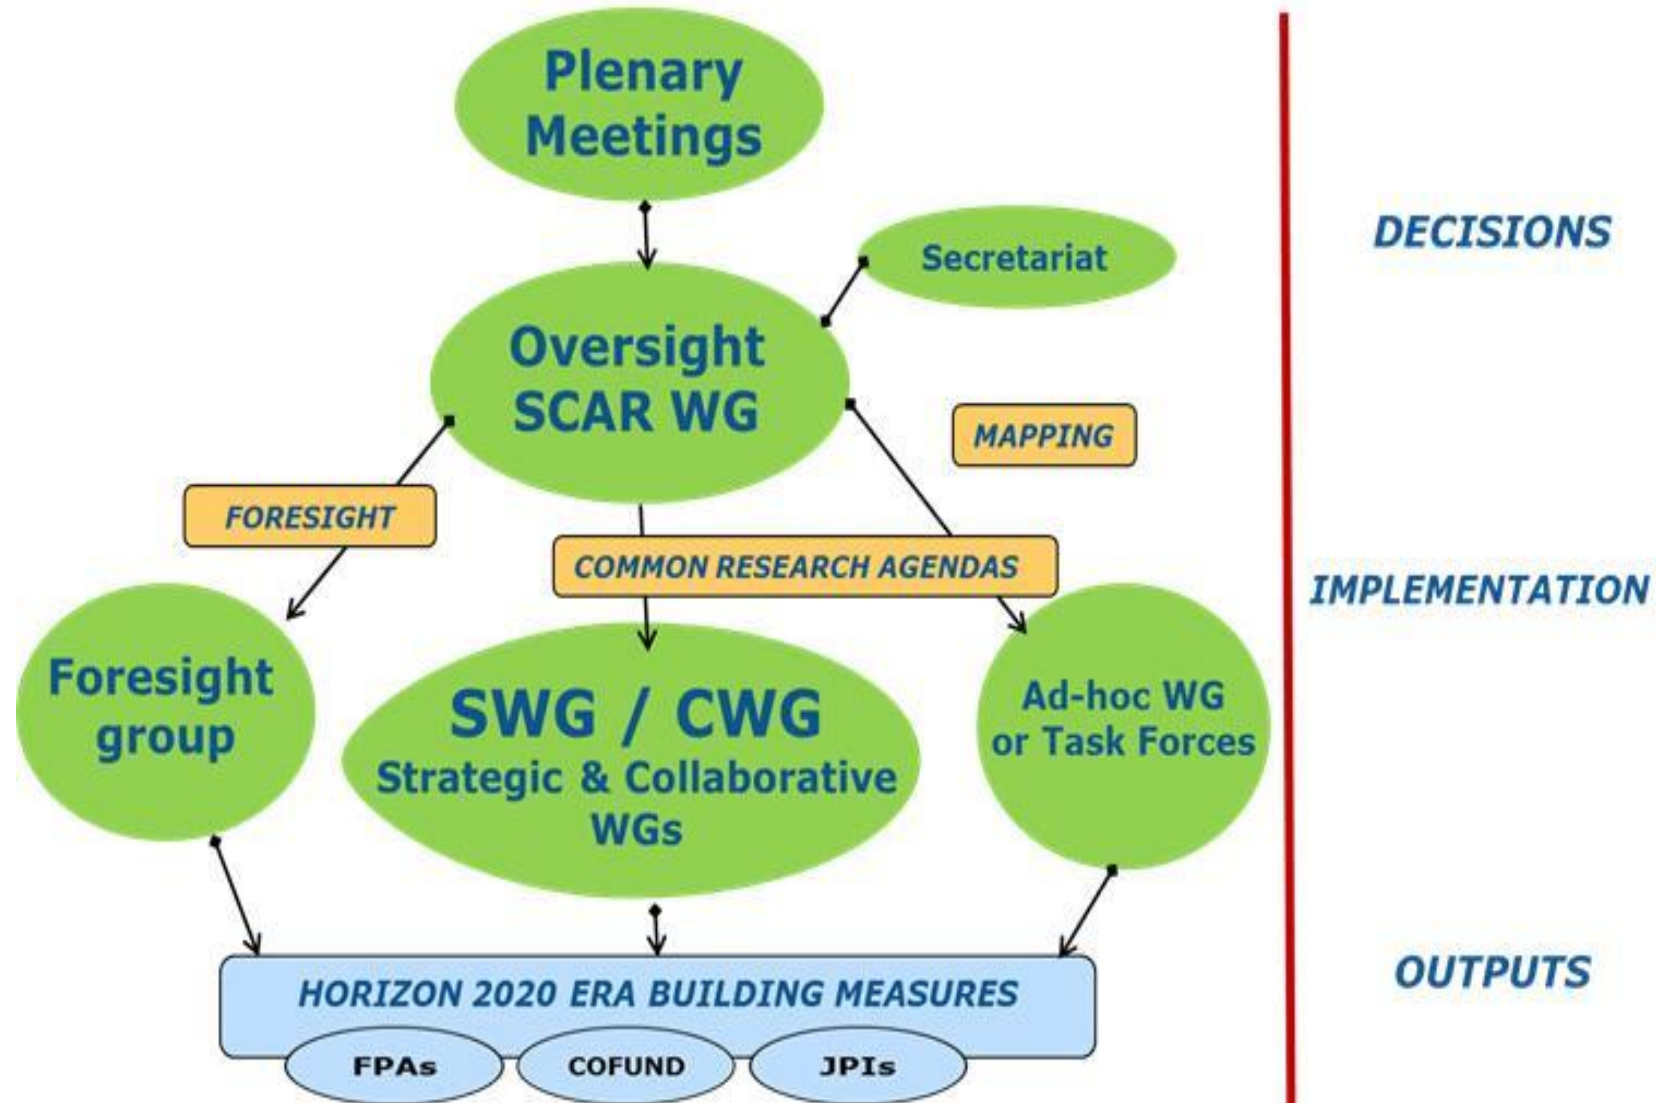 Plenary
Meetings
Secretariat
DECISIONS
Oversight
SCAR WG
MAPPING
FORESIGHT
COMMON RESEARCH AGENDAS
IMPLEMENTATION
Foresight
group
SWG / CWG
Strategic & Collaborative
WGs
Ad-hoc WG
or Task Forces
HORIZON 2020 ERA BUILDING MEASURES
OUTPUTS
FPAs
COFUND
JPIs